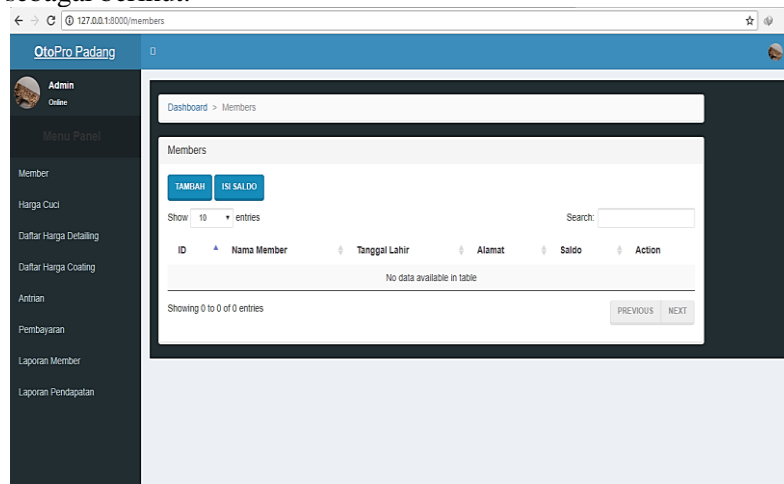 sebagai berikut:
127.0.0.1:8000/members
OtoPro Padang
Admin
Online
Menu Panel
Member
Harga Cuci
Daftar Harga Detailing
Daftar Harga Coating
Antrian
Pembayaran
Laporan Member
Laporan Pendapatan
Dashboard > Members
Members
TAMBAH ISI SALDO
Show 10 entries Search:
ID Nama Member Tanggal Lahir Alamat Saldo Action
No data available in table
Showing 0 to 0 of 0 entries PREVIOUS NEXT